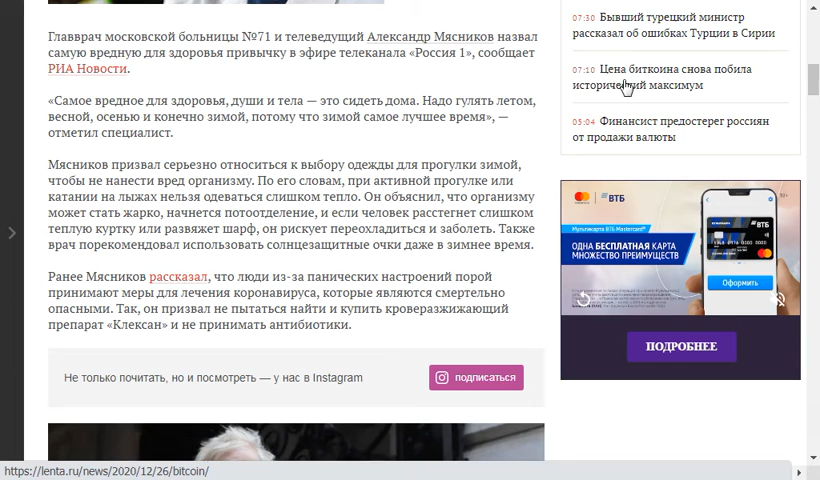 Главврач московской больницы №71 и телеведущий Александр Мясников назвал
самую вредную для здоровья привычку в эфире телеканала «Россия 1», сообщает
РИА Новости.
«Самое вредное для здоровья, души и тела — это сидеть дома. Надо гулять летом,
весной, осенью и конечно зимой, потому что зимой самое лучшее время», —
отметил специалист.
Мясников призвал серьезно относиться к выбору одежды для прогулки зимой,
чтобы не нанести вред организму. По его словам, при активной прогулке или
катании на лыжах нельзя одеваться слишком тепло. Он объяснил, что организму
может стать жарко, начнется потоотделение, и если человек расстегнет слишком
теплую куртку или развяжет шарф, он рискует переохладиться и заболеть. Также
врач порекомендовал использовать солнцезащитные очки даже в зимнее время.
Ранее Мясников рассказал, что люди из-за панических настроений порой
принимают меры для лечения коронавируса, которые являются смертельно
опасными. Так, он призвал не пытаться найти и купить кроверазжижающий
препарат «Клексан» и не принимать антибиотики.
Не только почитать, но и посмотреть — у нас в Instagram
подписаться
07:30 Бывший турецкий министр
рассказал об ошибках Турции в Сирии
07:10 Цена биткоина снова побила
исторический максимум
05:04 Финансист предостерег россиян
от продажи валюты
ВТБ
Мультикарта ВТБ Mastercard®
ОДНА БЕСПЛАТНАЯ КАРТА
МНОЖЕСТВО ПРЕИМУЩЕСТВ
ВТБ
Оформить
ПОДРОБНЕЕ
https://lenta.ru/news/2020/12/26/bitcoin/